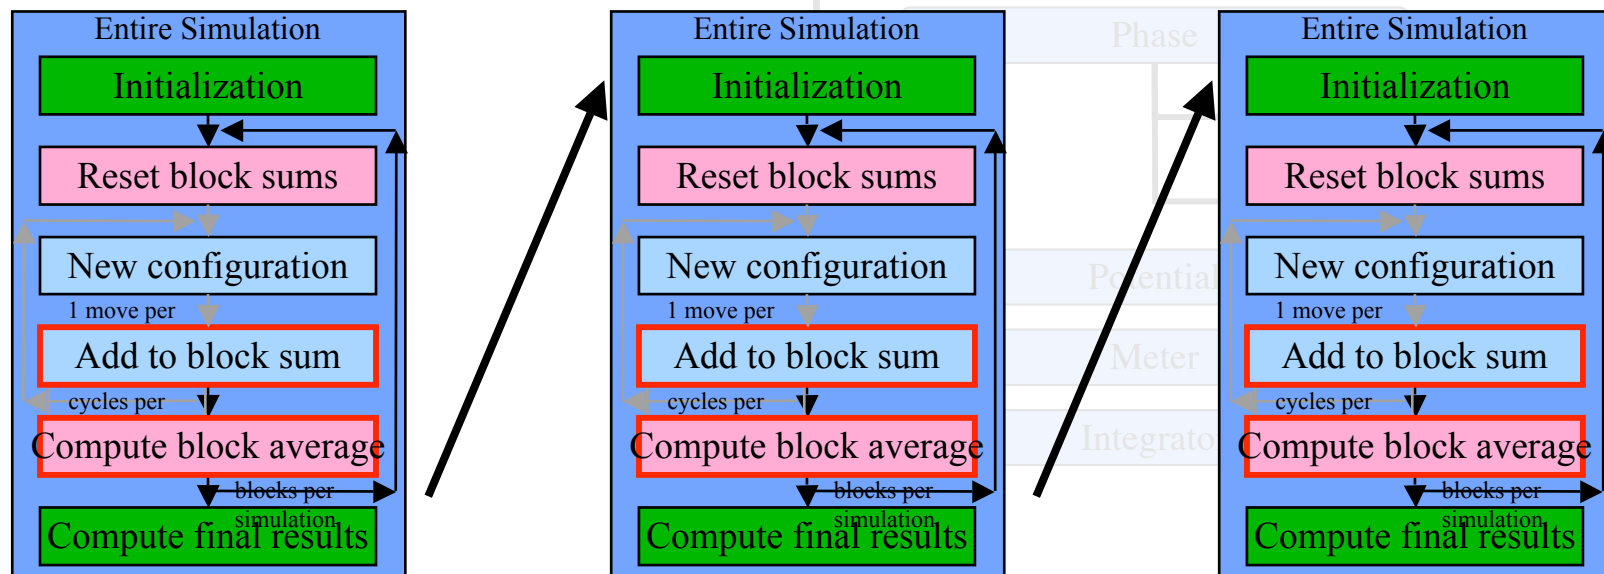 Entire Simulation
Initialization
Reset block sums
New configuration
1 move per
Add to block sum
cycles per
Compute block average
blocks per
simulation
Compute final results
Entire Simulation
Initialization
Reset block sums
New configuration
1 move per
Add to block sum
cycles per
Compute block average
blocks per
simulation
Compute final results
Phase
Potential
Meter
Integrator
Entire Simulation
Initialization
Reset block sums
New configuration
1 move per
Add to block sum
cycles per
Compute block average
blocks per
simulation
Compute final results